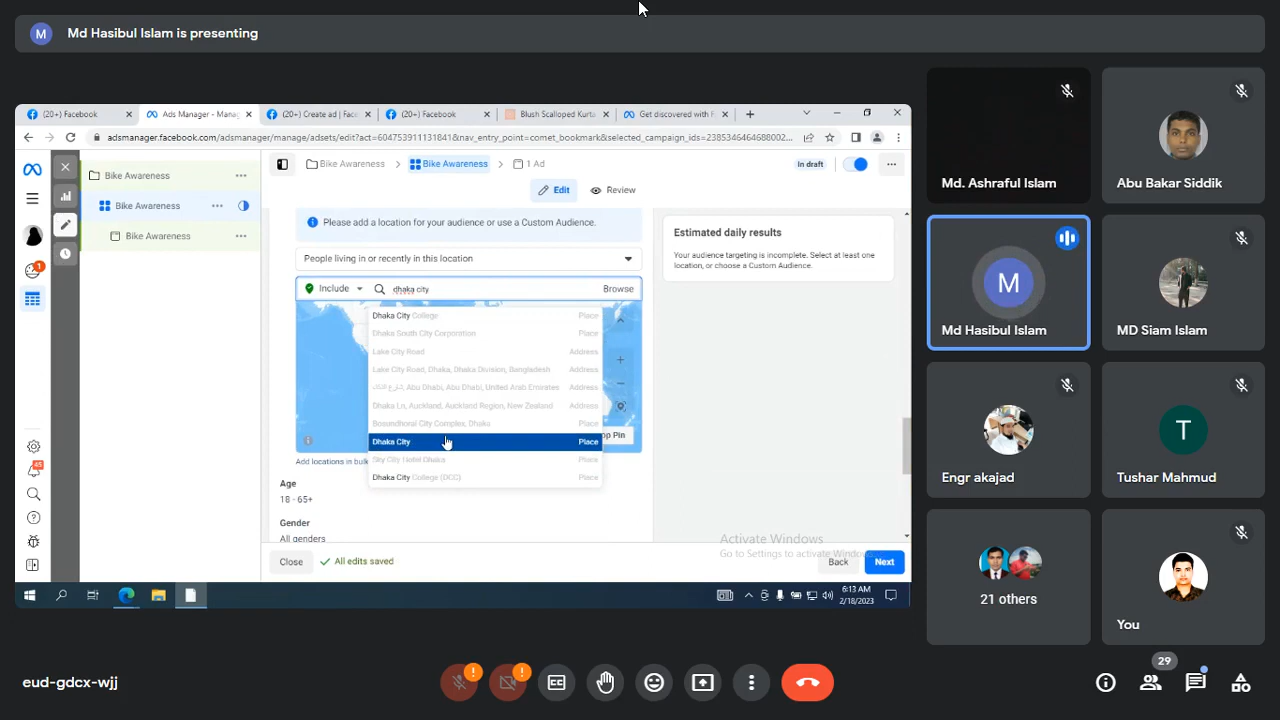 M Md Hasibul Islam is presenting
(20+) Facebook
Ads Manager - Manag
(20+) Create ad | Face
(20+) Facebook
Blush Scalloped Kurta
Get discovered with F
adsmanager.facebook.com/adsmanager/manage/adsets/edit?act=604753911131841&nav_entry_point=comet_bookmark&selected_campaign_ids=2385346464688002...
Bike Awareness
Bike Awareness
Bike Awareness
Bike Awareness
Bike Awareness
1 Ad
In draft
Edit
Review
Please add a location for your audience or use a Custom Audience.
People living in or recently in this location
Include
dhaka city
Browse
Dhaka City College Place
Dhaka South City Corporation Place
Lake City Road Address
Lake City Road, Dhaka, Dhaka Division, Bangladesh Address
Abu Dhabi, Abu Dhabi, United Arab Emirates Address
Dhaka Ln, Auckland, Auckland Region, New Zealand Address
Bosundhoral City Complex, Dhaka Place
Dhaka City Place
Sky City Hotel Dhaka Place
Dhaka City College (DCC) Place
op Pin
Add locations in bulk
Age
18 - 65+
Gender
All genders
Estimated daily results
Your audience targeting is incomplete. Select at least one
location, or choose a Custom Audience.
Activate Windows
Go to Settings to activate Windows.
Close
All edits saved
Back
Next
1
45
6:13 AM
2/18/2023
Md. Ashraful Islam
Abu Bakar Siddik
M
Md Hasibul Islam
MD Siam Islam
Engr akajad
T
Tushar Mahmud
21 others
You
eud-gdcx-wjj
29